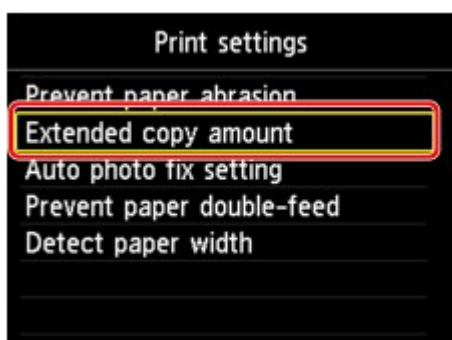 Print settings
Prevent paper abrasion
Extended copy amount
Auto photo fix setting
Prevent paper double-feed
Detect paper width